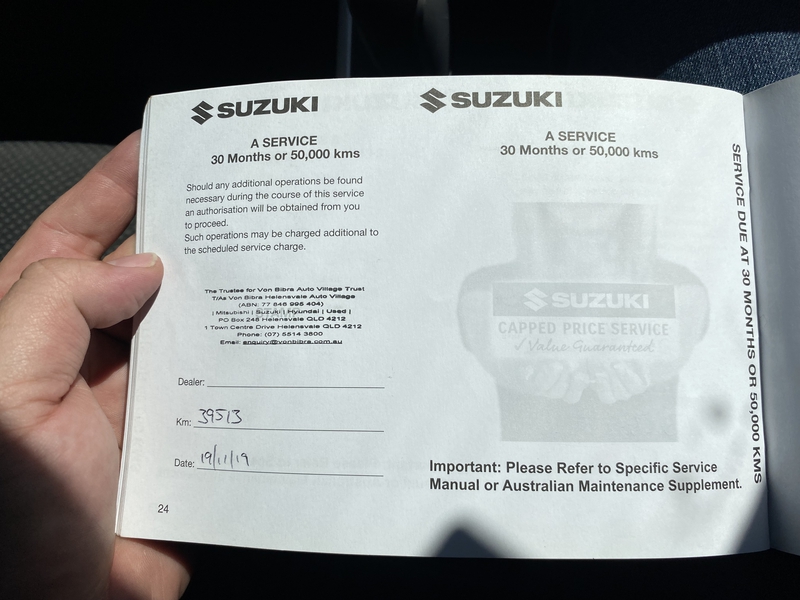 SUZUKI
A SERVICE
30 Months or 50,000 kms
Should any additional operations be found
necessary during the course of this service
an authorisation will be obtained from you
to proceed.
Such operations may be charged additional to
the scheduled service charge.
The Trustee for Von Bibra Auto Village Trust
T/As Von Bibra Helensvale Auto Village
(ABN: 77 846 995 404)
| Mitsubishi | Suzuki | Hyundai | Used |
PO Box 248 Helensvale QLD 4212
1 Town Centre Drive Helensvale QLD 4212
Phone: (07) 5514 3800
Email: enquiry@vonbibra.com.au
Dealer:
Km: 39513
Date: 19/11/19
24
SUZUKI
A SERVICE
30 Months or 50,000 kms
SUZUKI
CAPPED PRICE SERVICE
√ Value Guaranteed
Important: Please Refer to Specific Service
Manual or Australian Maintenance Supplement.
SERVICE DUE AT 30 MONTHS OR 50,000 KMS